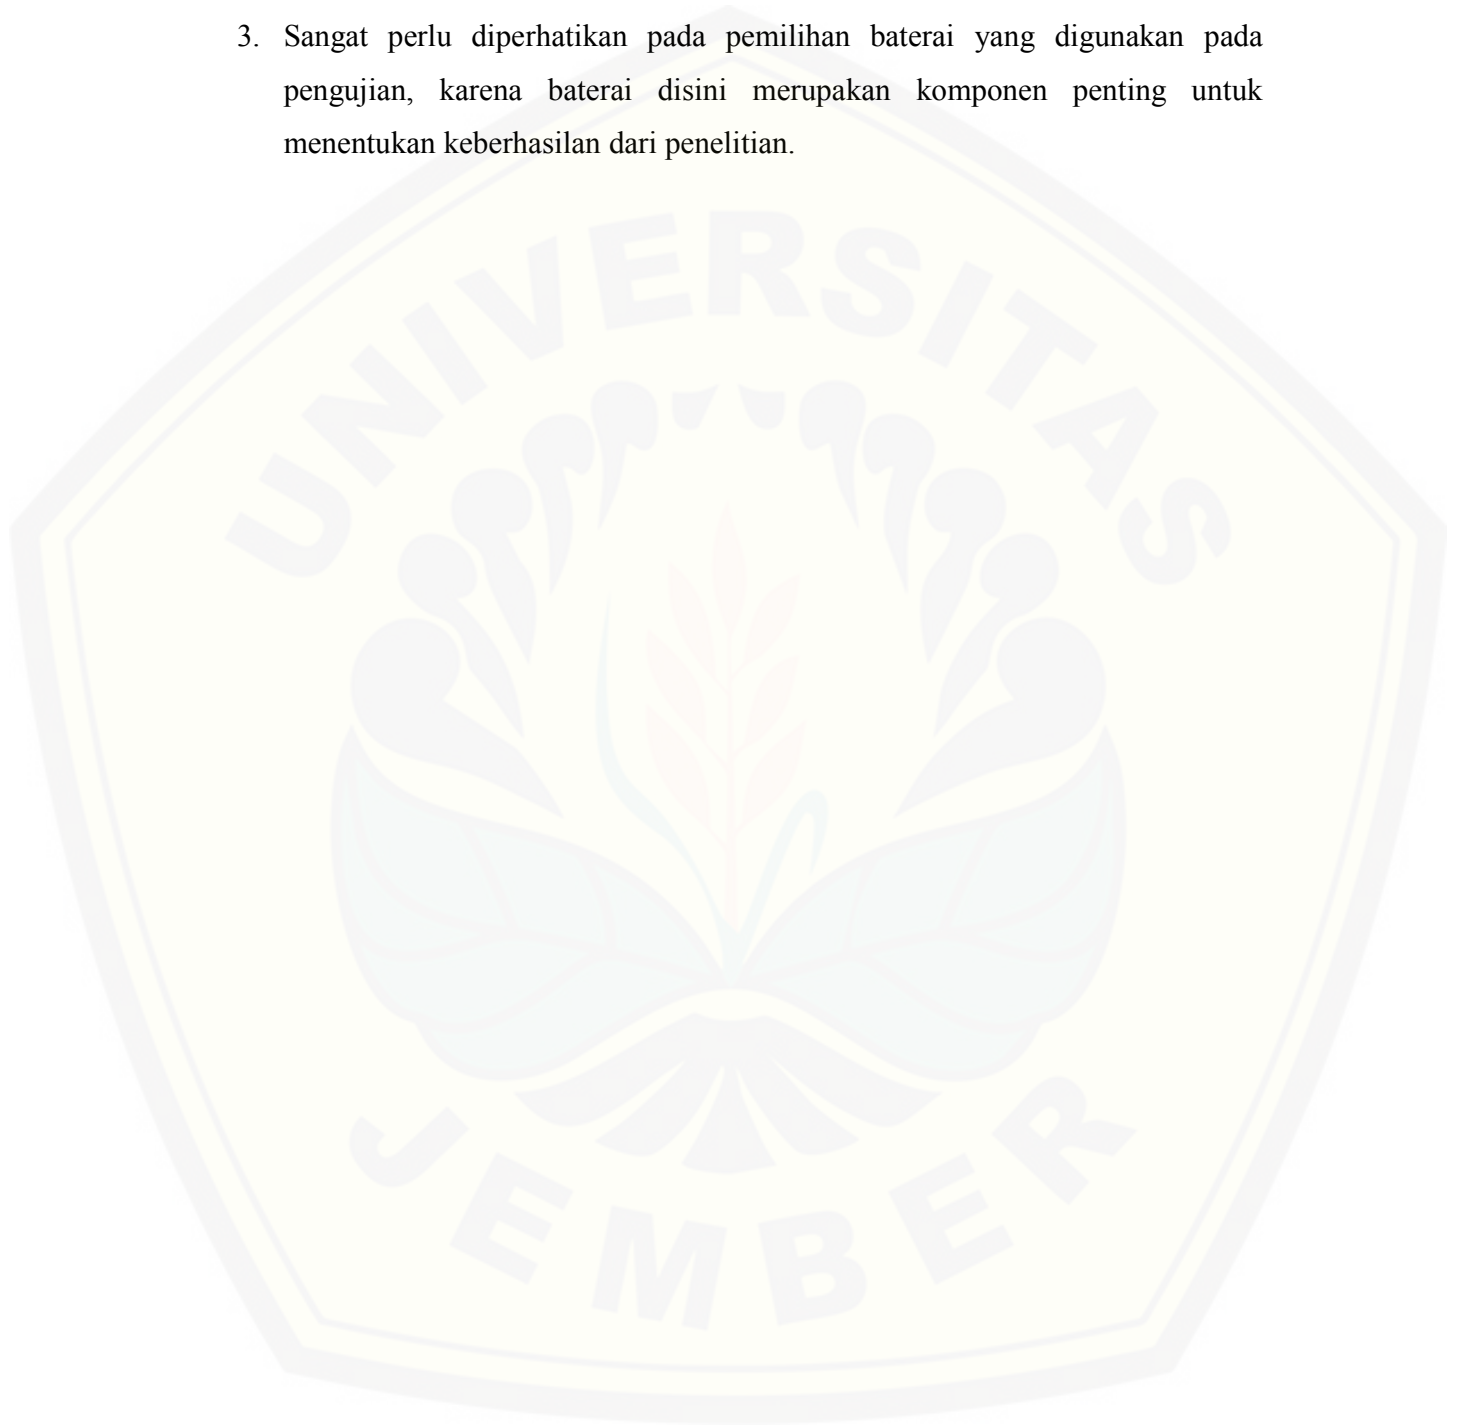 3. Sangat perlu diperhatikan pada pemilihan baterai yang digunakan pada
pengujian, karena baterai disini merupakan komponen penting untuk
menentukan keberhasilan dari penelitian.
UNIVERSITAS
JEMBER